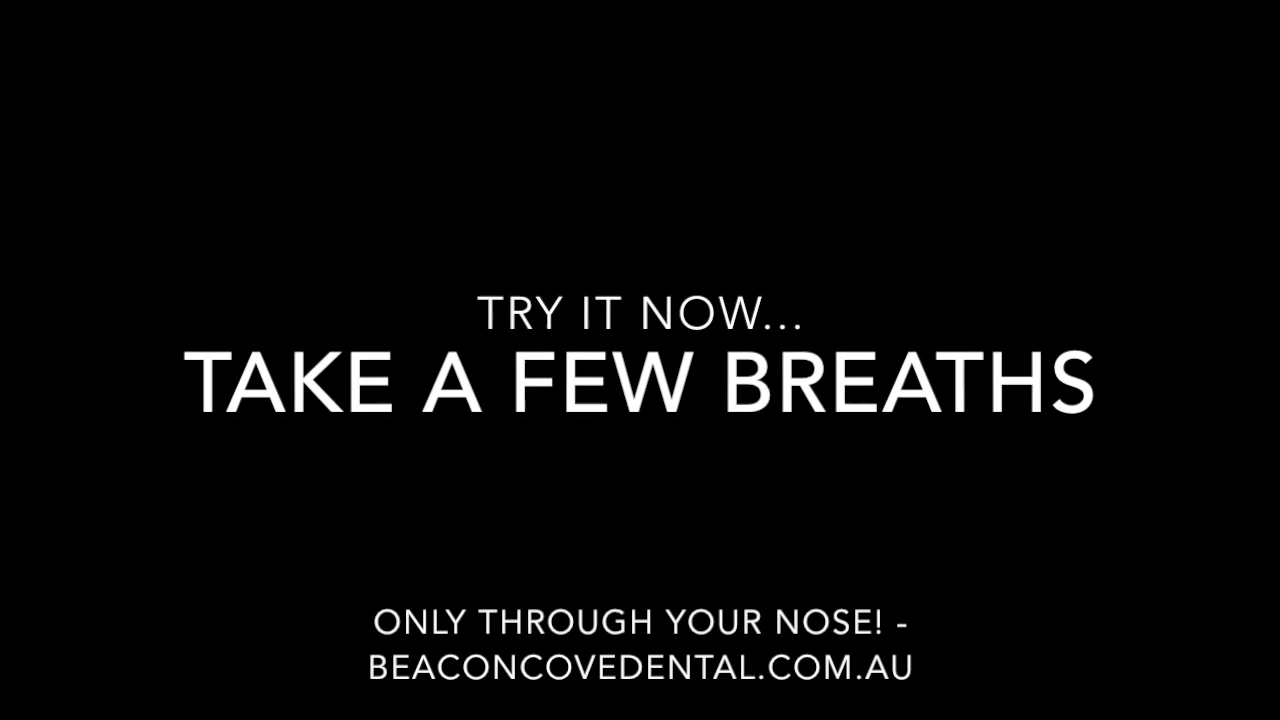 TRY IT NOW...
TAKE A FEW BREATHS
ONLY THROUGH YOUR NOSE! -
BEACONCOVEDENTAL.COM.AU